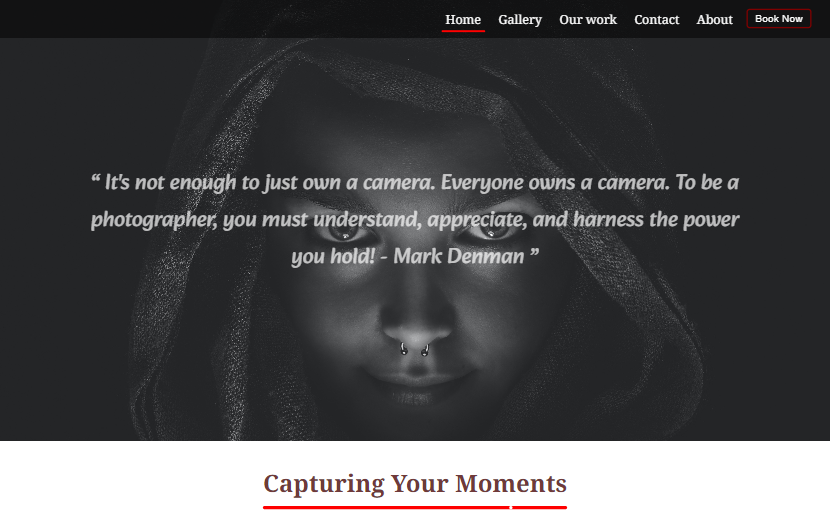 Home Gallery Our work Contact About Book Now
“ It's not enough to just own a camera. Everyone owns a camera. To be a
photographer, you must understand, appreciate, and harness the power
you hold! - Mark Denman ”
Capturing Your Moments